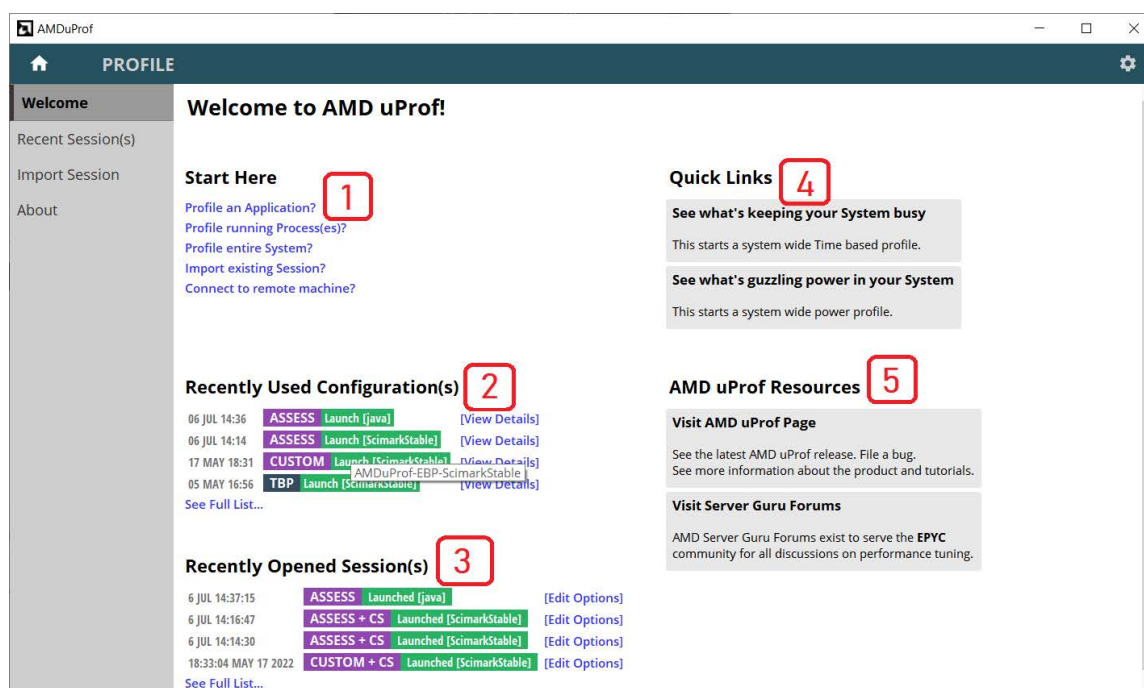 AMDuProf
PROFILE
Welcome
Recent Session(s)
Import Session
About
Welcome to AMD uProf!
Start Here
1
Profile an Application?
Profile running Process(es)?
Profile entire System?
Import existing Session?
Connect to remote machine?
Recently Used Configuration(s)
2
06 JUL 14:36 ASSESS Launch [java] [View Details]
06 JUL 14:14 ASSESS Launch [ScimarkStable] [View Details]
17 MAY 18:31 CUSTOM Launch [ScimarkStable] [View Details]
AMDuProf-EBP-ScimarkStable
05 MAY 16:56 TBP Launch [ScimarkStable] [View Details]
See Full List...
Recently Opened Session(s)
3
6 JUL 14:37:15 ASSESS Launched [java] [Edit Options]
6 JUL 14:16:47 ASSESS + CS Launched [ScimarkStable] [Edit Options]
6 JUL 14:14:30 ASSESS + CS Launched [ScimarkStable] [Edit Options]
18:33:04 MAY 17 2022 CUSTOM + CS Launched [ScimarkStable] [Edit Options]
See Full List...
Quick Links
4
See what's keeping your System busy
This starts a system wide Time based profile.
See what's guzzling power in your System
This starts a system wide power profile.
AMD uProf Resources
5
Visit AMD uProf Page
See the latest AMD uProf release. File a bug.
See more information about the product and tutorials.
Visit Server Guru Forums
AMD Server Guru Forums exist to serve the EPYC
community for all discussions on performance tuning.